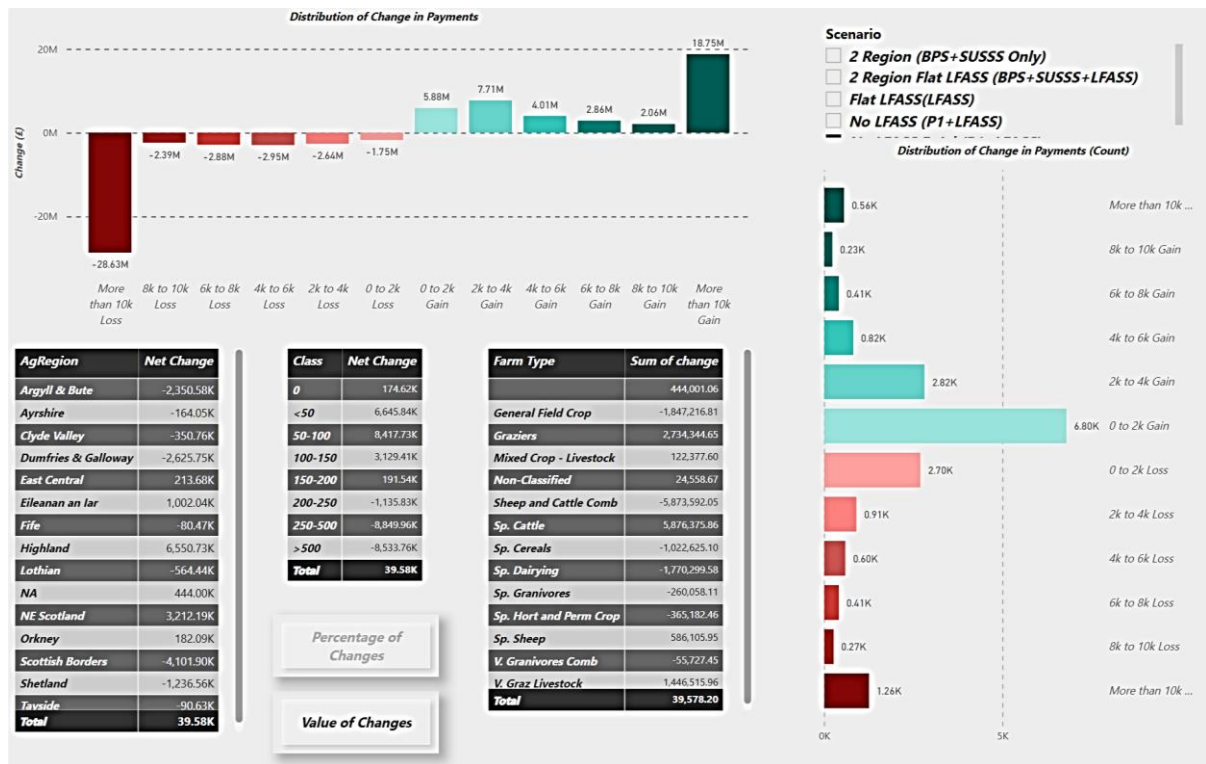 Distribution of Change in Payments
20M
0M
-20M
Change (£)
-28.63M
-2.39M
-2.88M
-2.95M
-2.64M
-1.75M
5.88M
7.71M
4.01M
2.86M
2.06M
18.75M
More than 10k Loss
8k to 10k Loss
6k to 8k Loss
4k to 6k Loss
2k to 4k Loss
0 to 2k Loss
0 to 2k Gain
2k to 4k Gain
4k to 6k Gain
6k to 8k Gain
8k to 10k Gain
More than 10k Gain
Scenario
2 Region (BPS+SUSSS Only)
2 Region Flat LFASS (BPS+SUSSS+LFASS)
Flat LFASS(LFASS)
No LFASS (P1+LFASS)
Distribution of Change in Payments (Count)
0.56K More than 10k ...
0.23K 8k to 10k Gain
0.41K 6k to 8k Gain
0.82K 4k to 6k Gain
2.82K 2k to 4k Gain
6.80K 0 to 2k Gain
2.70K 0 to 2k Loss
0.91K 2k to 4k Loss
0.60K 4k to 6k Loss
0.41K 6k to 8k Loss
0.27K 8k to 10k Loss
1.26K More than 10k ...
0K 5K
AgRegion Net Change
Argyll & Bute -2,350.58K
Ayrshire -164.05K
Clyde Valley -350.76K
Dumfries & Galloway -2,625.75K
East Central 213.68K
Eileanan an Iar 1,002.04K
Fife -80.47K
Highland 6,550.73K
Lothian -564.44K
NA 444.00K
NE Scotland 3,212.19K
Orkney 182.09K
Scottish Borders -4,101.90K
Shetland -1,236.56K
Tayside -90.63K
Total 39.58K
Class Net Change
0 174.62K
<50 6,645.84K
50-100 8,417.73K
100-150 3,129.41K
150-200 191.54K
200-250 -1,135.83K
250-500 -8,849.96K
>500 -8,533.76K
Total 39.58K
Percentage of Changes
Value of Changes
Farm Type Sum of change
444,001.06
General Field Crop -1,847,216.81
Graziers 2,734,344.65
Mixed Crop - Livestock 122,377.60
Non-Classified 24,558.67
Sheep and Cattle Comb -5,873,592.05
Sp. Cattle 5,876,375.86
Sp. Cereals -1,022,625.10
Sp. Dairying -1,770,299.58
Sp. Granivores -260,058.11
Sp. Hort and Perm Crop -365,182.46
Sp. Sheep 586,105.95
V. Granivores Comb -55,727.45
V. Graz Livestock 1,446,515.96
Total 39,578.20